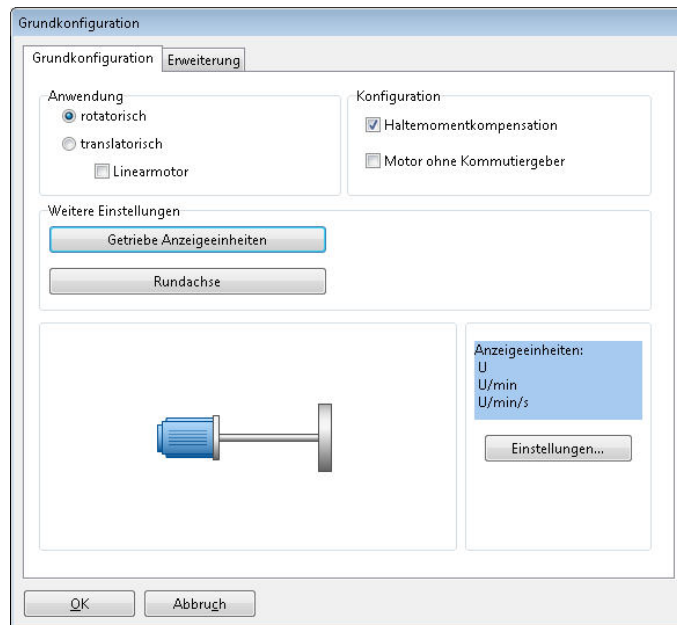 Grundkonfiguration
Grundkonfiguration
Erweiterung
Anwendung
rotatorisch
translatorisch
Linearmotor
Konfiguration
Haltemomentkompensation
Motor ohne Kommutiergeber
Weitere Einstellungen
Getriebe Anzeigeeinheiten
Rundachse
Anzeigeeinheiten:
U
U/min
U/min/s
Einstellungen...
OK
Abbruch